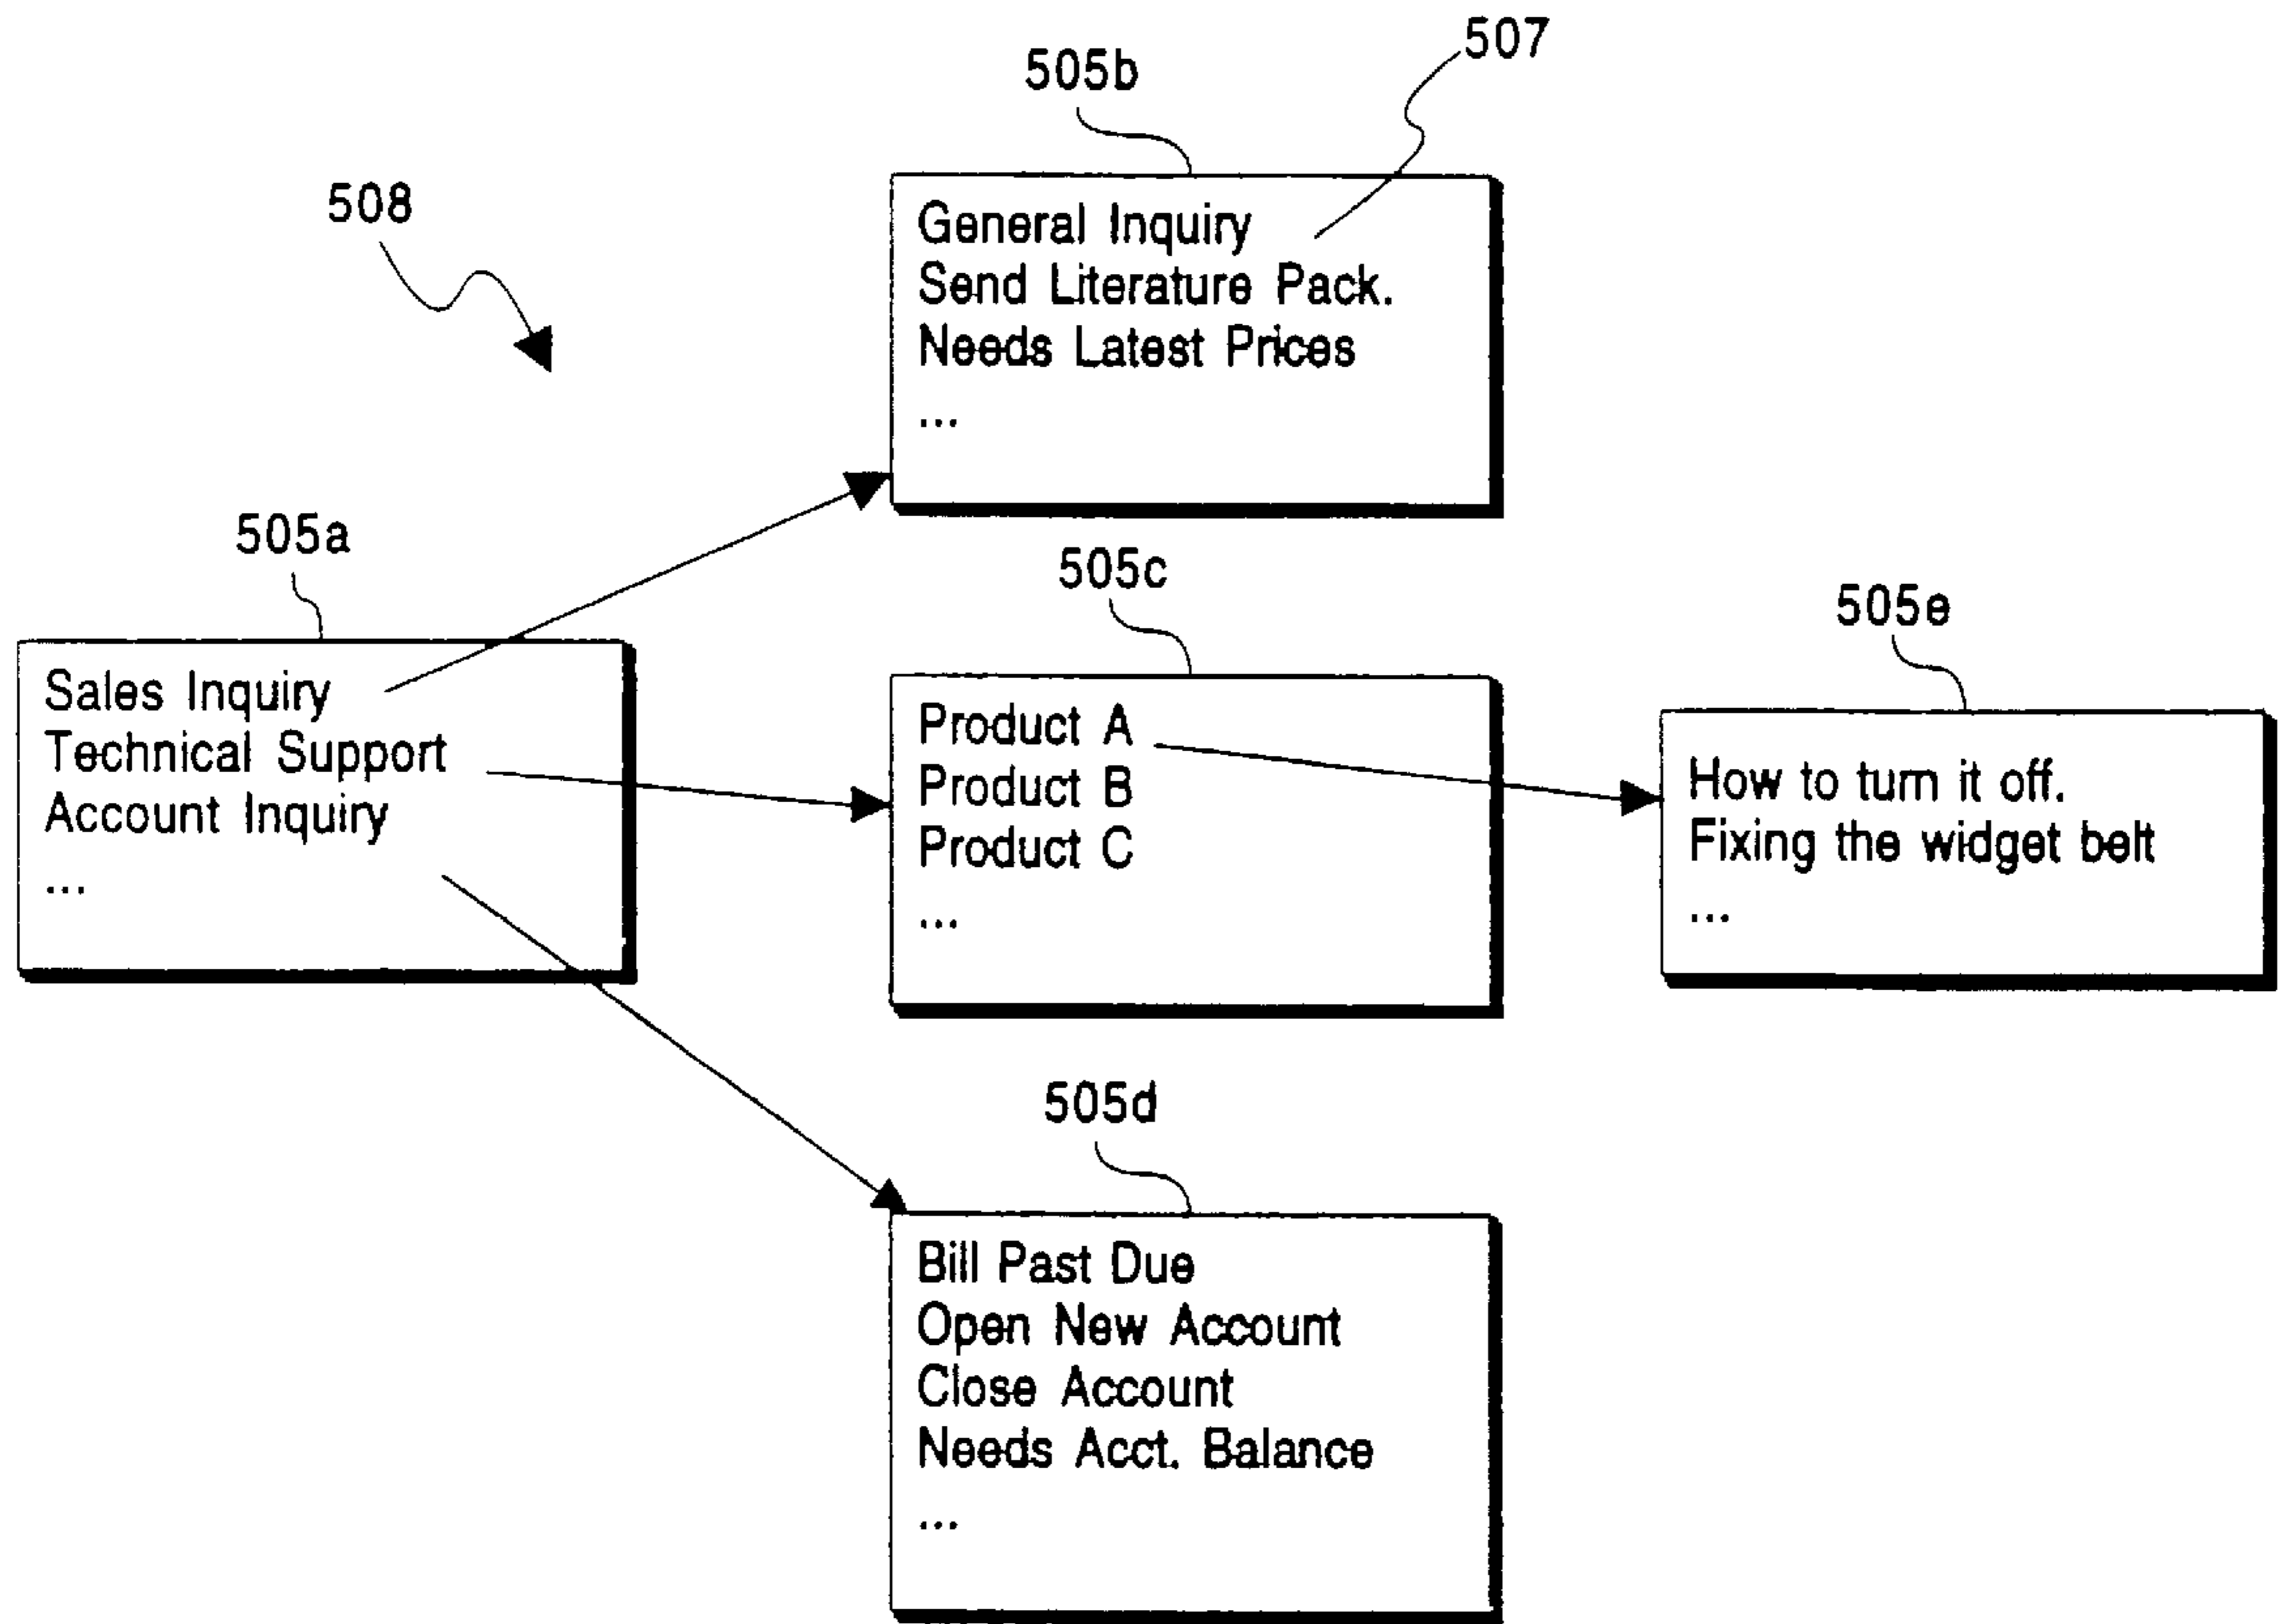 507
505b
508
General Inquiry
Send Literature Pack.
Needs Latest Prices
...
505a
Sales Inquiry
Technical Support
Account Inquiry
...
505c
Product A
Product B
Product C
...
505e
How to turn it off.
Fixing the widget belt
...
505d
Bill Past Due
Open New Account
Close Account
Needs Acct. Balance
...